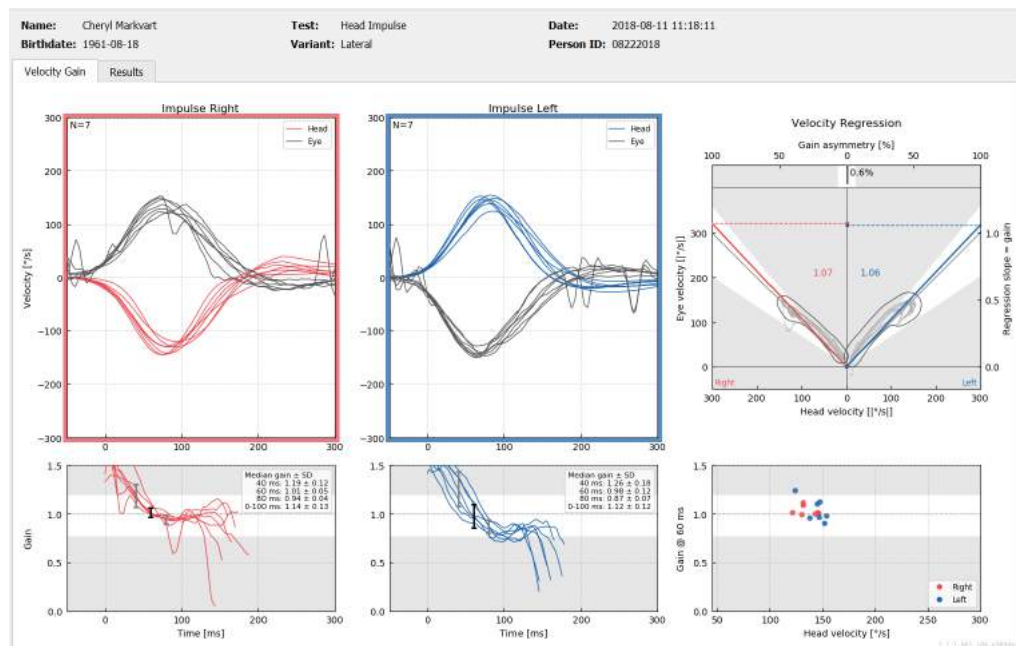 Name: Cheryl Markvart Test: Head Impulse Date: 2018-08-11 11:18:11
Birthdate: 1961-08-18 Variant: Lateral Person ID: 08222018
Velocity Gain Results
Impulse Right
N=7
Head
Eye
300
200
100
0
−100
−200
−300
Velocity [°/s]
0 100 200 300
Impulse Left
N=7
Head
Eye
300
200
100
0
−100
−200
−300
0 100 200 300
Velocity Regression
Gain asymmetry [%]
100 50 0 50 100
0.6%
300
200
100
0
Eye velocity [|°/s|]
1.07 1.06
1.0
0.5
0.0
Regression slope = gain
Right Left
300 200 100 0 100 200 300
Head velocity [|°/s|]
1.5
1.0
0.5
0.0
Gain
Median gain ± SD
40 ms: 1.19 ± 0.12
60 ms: 1.01 ± 0.05
80 ms: 0.94 ± 0.04
0-100 ms: 1.14 ± 0.13
0 100 200 300
Time [ms]
1.5
1.0
0.5
0.0
Median gain ± SD
40 ms: 1.26 ± 0.18
60 ms: 0.98 ± 0.12
80 ms: 0.87 ± 0.07
0-100 ms: 1.12 ± 0.12
0 100 200 300
Time [ms]
1.5
1.0
0.5
0.0
Gain @ 60 ms
Right
Left
50 100 150 200 250 300
Head velocity [°/s]